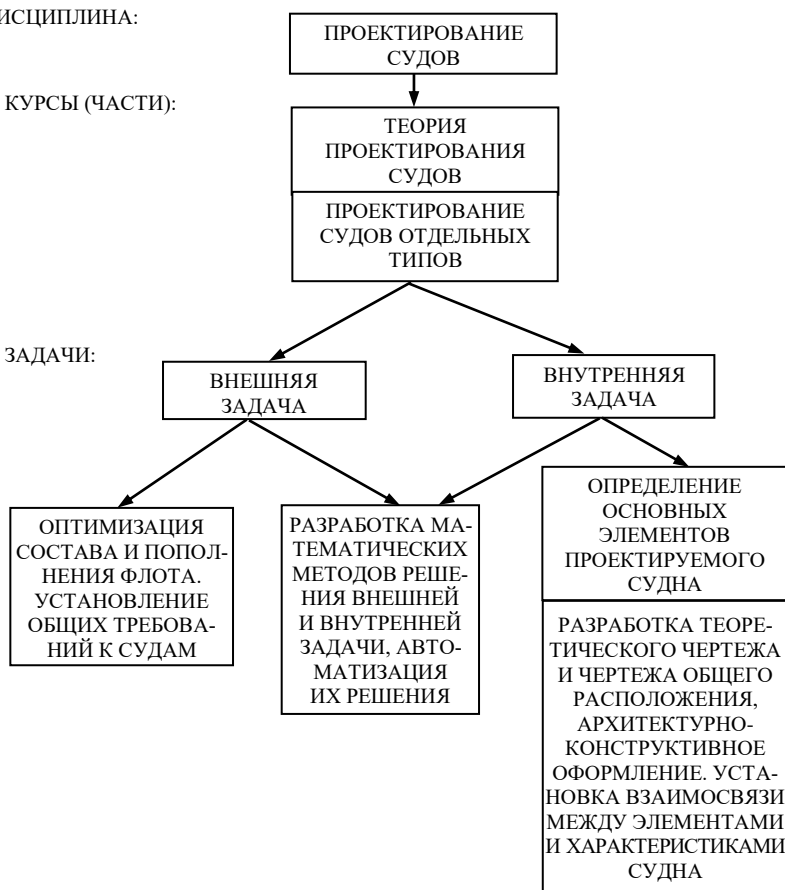 ИСЦИПЛИНА:
ПРОЕКТИРОВАНИЕ
СУДОВ
КУРСЫ (ЧАСТИ):
ТЕОРИЯ
ПРОЕКТИРОВАНИЯ
СУДОВ
ПРОЕКТИРОВАНИЕ
СУДОВ ОТДЕЛЬНЫХ
ТИПОВ
ЗАДАЧИ:
ВНЕШНЯЯ
ЗАДАЧА
ВНУТРЕННЯЯ
ЗАДАЧА
ОПТИМИЗАЦИЯ
СОСТАВА И ПОПОЛ-
НЕНИЯ ФЛОТА.
УСТАНОВЛЕНИЕ
ОБЩИХ ТРЕБОВА-
НИЙ К СУДАМ
РАЗРАБОТКА МА-
ТЕМАТИЧЕСКИХ
МЕТОДОВ РЕШЕ-
НИЯ ВНЕШНЕЙ
И ВНУТРЕННЕЙ
ЗАДАЧИ, АВТО-
МАТИЗАЦИЯ
ИХ РЕШЕНИЯ
ОПРЕДЕЛЕНИЕ
ОСНОВНЫХ
ЭЛЕМЕНТОВ
ПРОЕКТИРУЕМОГО
СУДНА
РАЗРАБОТКА ТЕОРЕ-
ТИЧЕСКОГО ЧЕРТЕЖА
И ЧЕРТЕЖА ОБЩЕГО
РАСПОЛОЖЕНИЯ,
АРХИТЕКТУРНО-
КОНСТРУКТИВНОЕ
ОФОРМЛЕНИЕ. УСТА-
НОВКА ВЗАИМОСВЯЗИ
МЕЖДУ ЭЛЕМЕНТАМИ
И ХАРАКТЕРИСТИКАМИ
СУДНА